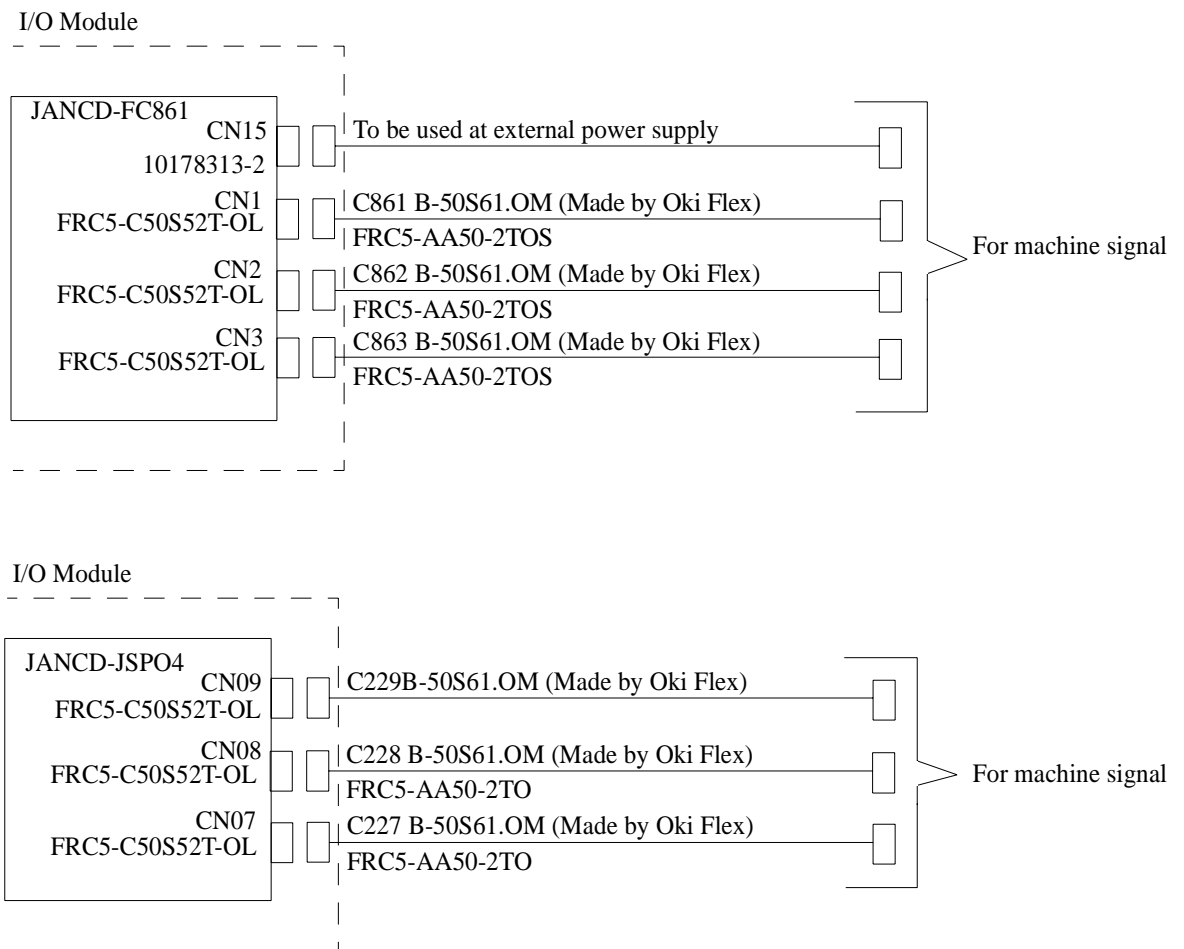 I/O Module
JANCD-FC861
CN15
To be used at external power supply
10178313-2
CN1
C861 B-50S61.OM (Made by Oki Flex)
FRC5-C50S52T-OL
FRC5-AA50-2TOS
For machine signal
CN2
C862 B-50S61.OM (Made by Oki Flex)
FRC5-C50S52T-OL
FRC5-AA50-2TOS
CN3
C863 B-50S61.OM (Made by Oki Flex)
FRC5-C50S52T-OL
FRC5-AA50-2TOS
I/O Module
JANCD-JSPO4
CN09
C229B-50S61.OM (Made by Oki Flex)
FRC5-C50S52T-OL
CN08
C228 B-50S61.OM (Made by Oki Flex)
FRC5-C50S52T-OL
For machine signal
FRC5-AA50-2TO
CN07
C227 B-50S61.OM (Made by Oki Flex)
FRC5-C50S52T-OL
FRC5-AA50-2TO